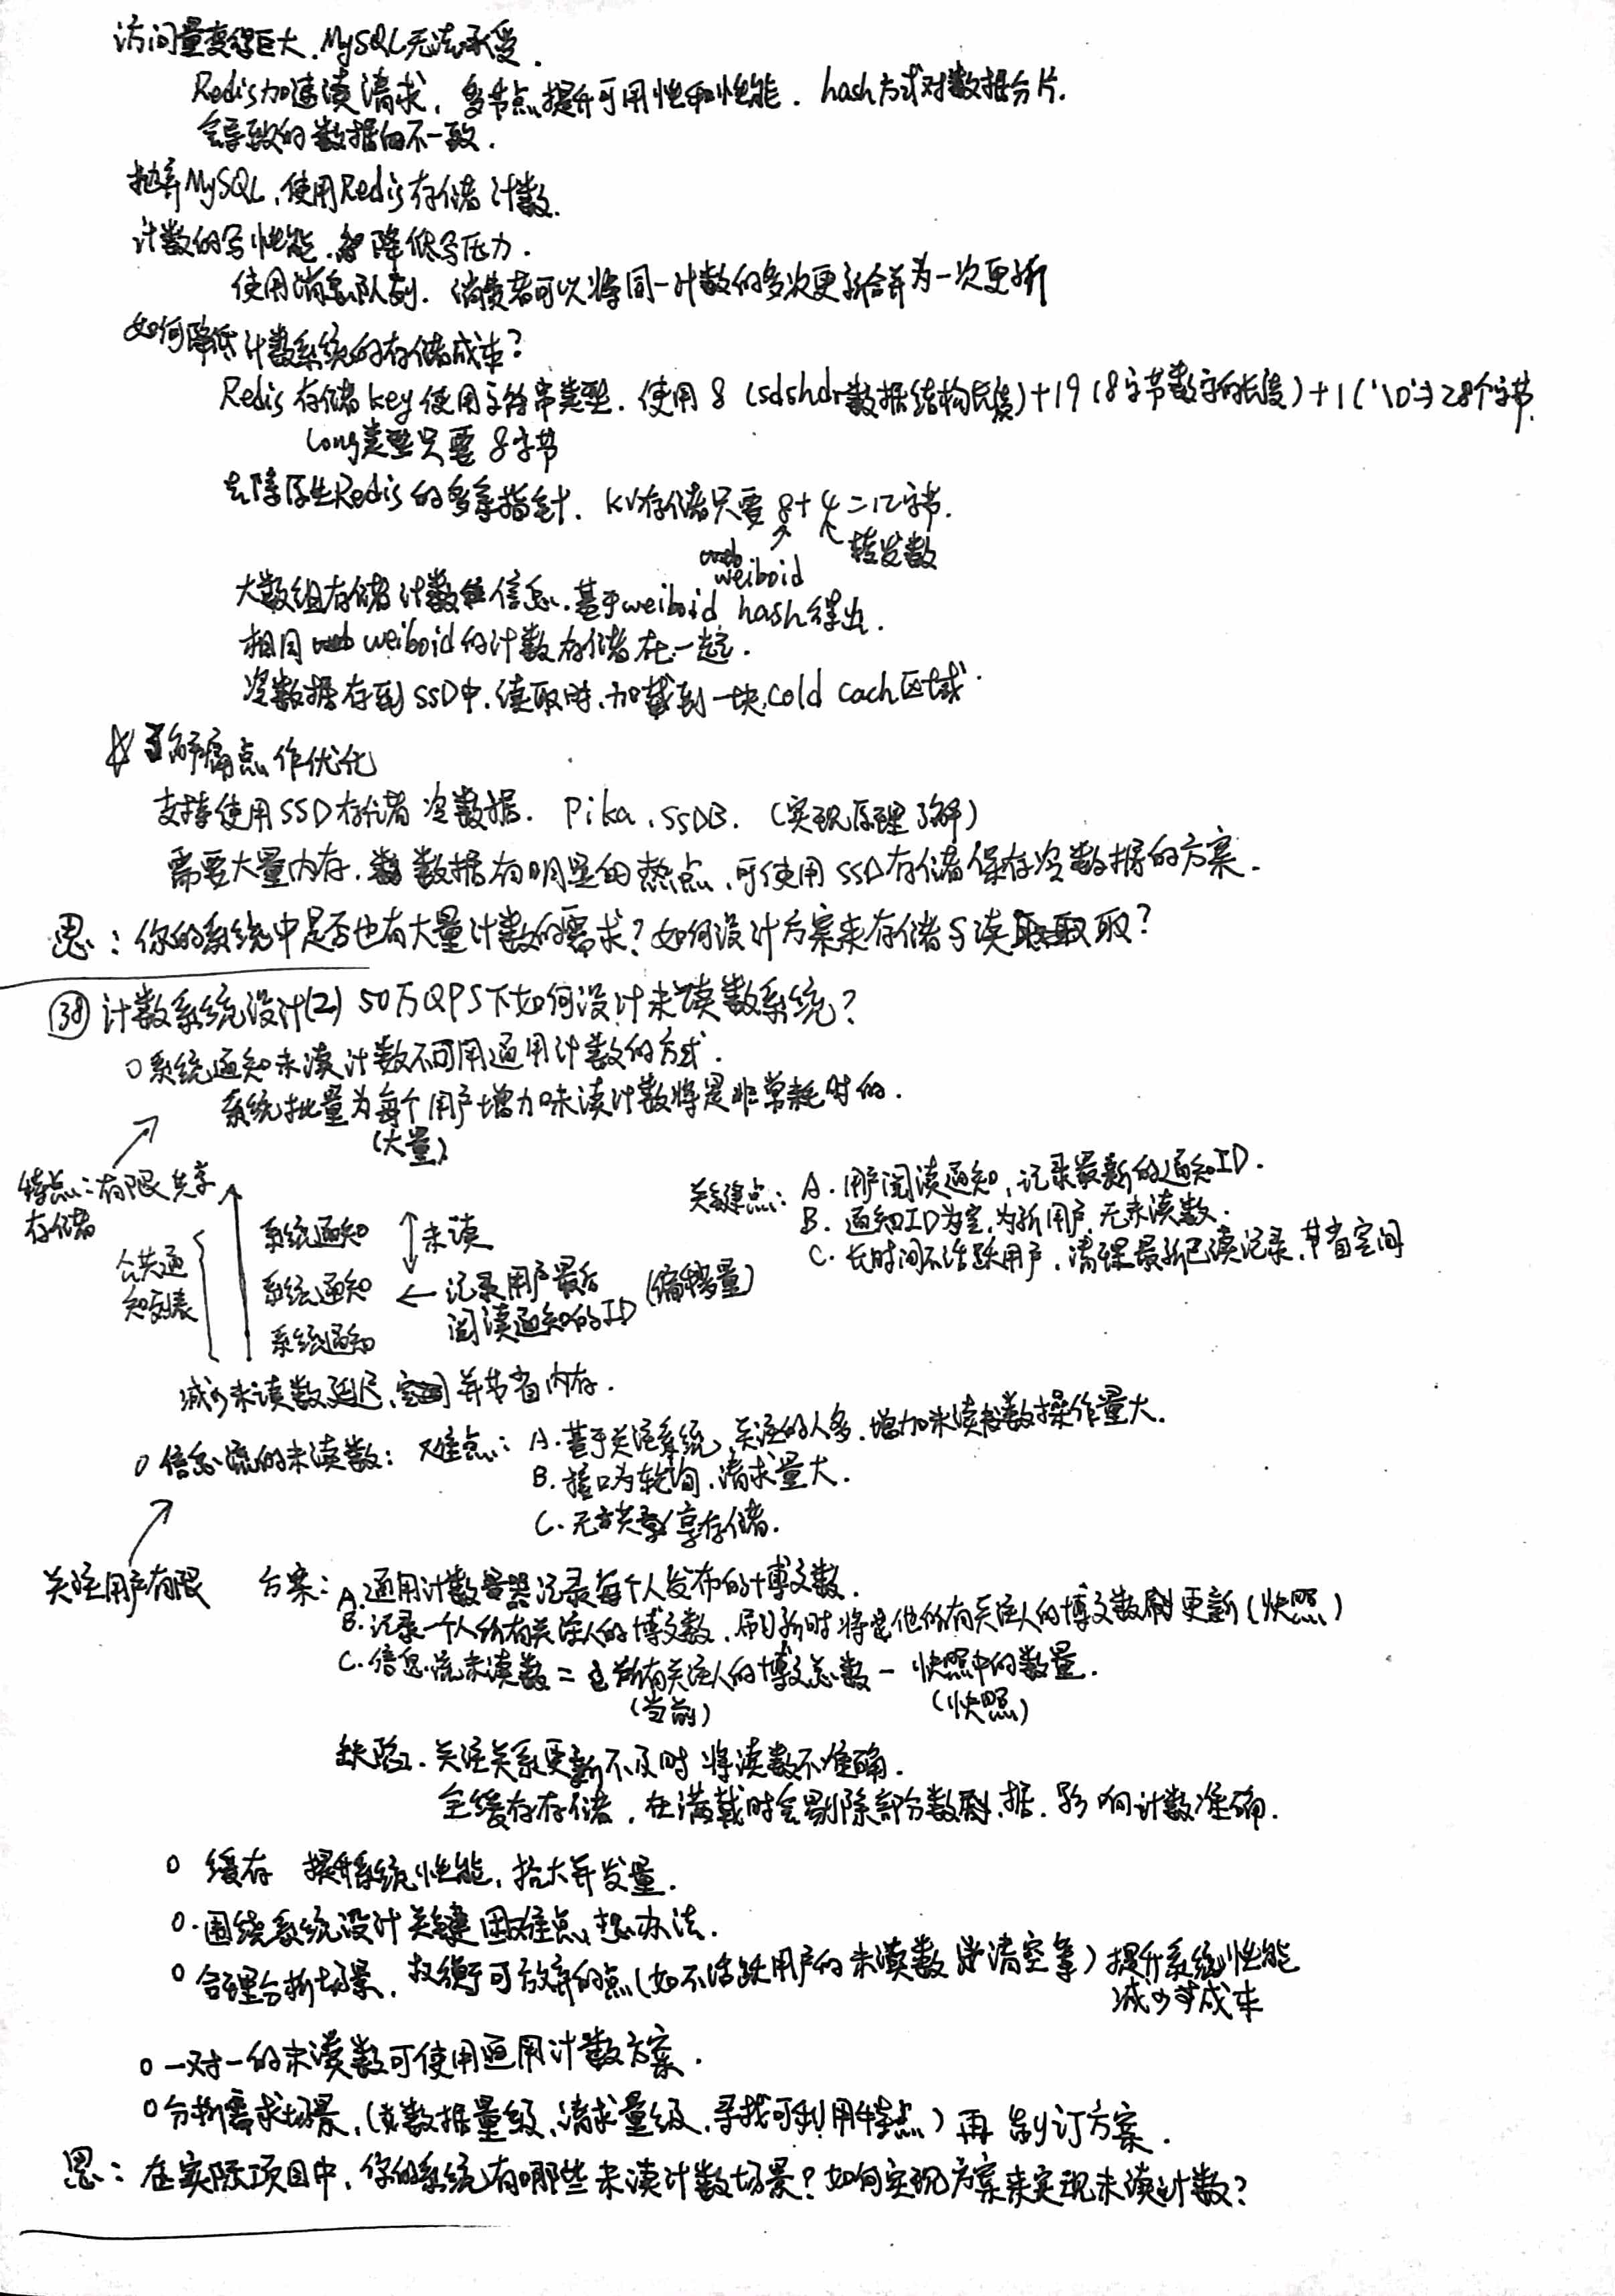 访问量变得巨大. MySQL无法承受.
Redis加速读请求, 多节点提升可用性和性能. hash方式对数据分片.
会导致的数据的不一致.
抛弃MySQL, 使用Redis存储计数.
计数的写性能. 降低写压力.
使用消息队列. 消费者可以将同一计数的多次更新合并为一次更新
如何降低计数系统的存储成本?
Redis存储key使用字符串类型. 使用 8 (sdshdr数据结构长度)+19 (8字节数字的长度)+1('\0')=28个字节.
Long类型只要 8字节
去除原生Redis的多余指针. KV存储只要 8+4=12字节.
weiboid 转发数
大数组存储计数信息. 基于weiboid hash得出.
相同 weiboid的计数存储在一起.
冷数据存到SSD中. 读取时. 加载到一块cold cach区域.
了解痛点作优化
支持使用SSD存储冷数据. Pika. SSDB. (实现原理了解)
需要大量内存. 数据有明显的热点, 可使用SSD存储保存冷数据的方案.
思: 你的系统中是否也有大量计数的需求? 如何设计方案来存储与读取?
㊳ 计数系统设计(2) 50万QPS下如何设计未读数系统?
○ 系统通知未读计数不可用通用计数的方式.
系统批量为每个用户增加未读计数将是非常耗时的.
(大量)
特点: 有限共享
存储
公共通
知列表
系统通知
系统通知
系统通知
未读
← 记录用户最后
阅读通知的ID (偏移量)
关键点: A. 用户阅读通知, 记录最新的通知ID.
B. 通知ID为空, 为新用户, 无未读数.
C. 长时间不活跃用户, 清理最新已读记录, 节省空间
减少未读数延迟, 并节省内存.
○ 信息流的未读数: 难点: A. 基于关注系统, 关注的人多, 增加未读数操作量大.
B. 接口为轮询, 请求量大.
C. 无共享存储.
关注用户有限
方案: A. 通用计数器记录每个人发布的博文数.
B. 记录一个人所有关注人的博文数. 刷新时将他所有关注人的博文数更新(快照)
C. 信息流未读数 = 所有关注人的博文总数 - 快照中的数量.
(当前) (快照)
缺陷. 关注关系更新不及时将读数不准确.
全缓存存储, 在满载时会剔除部分数据. 影响计数准确.
○ 缓存 提升系统性能, 抗大并发量.
○ 围绕系统设计关键困难点想办法.
○ 合理分析场景, 权衡可放弃的点(如不活跃用户的未读数清空等) 提升系统性能
减少成本
○ 一对一的未读数可使用通用计数方案.
○ 分析需求场景, (数据量级, 请求量级, 寻找可利用特点) 再制订方案.
思: 在实际项目中, 你的系统有哪些未读计数场景? 如何实现方案来实现未读计数?